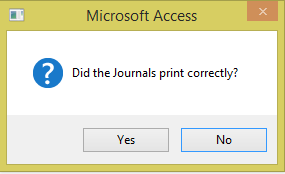 Microsoft Access
Did the Journals print correctly?
Yes
No